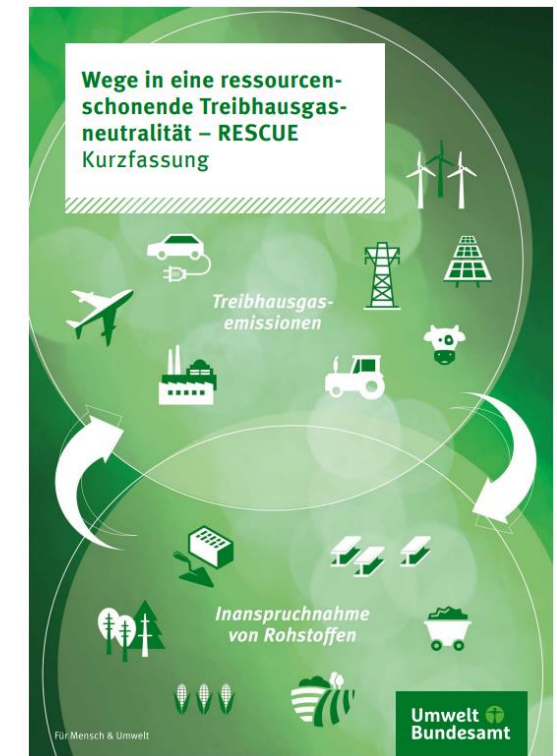 Wege in eine ressourcen-
schonende Treibhausgas-
neutralität – RESCUE
Kurzfassung
Treibhausgas-
emissionen
Inanspruchnahme
von Rohstoffen
Für Mensch & Umwelt
Umwelt
Bundesamt